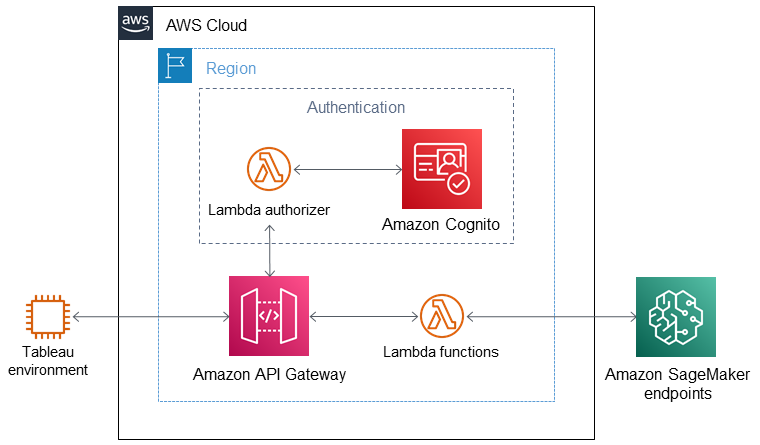 aws
AWS Cloud
Region
Authentication
Lambda authorizer
Amazon Cognito
</>
Tableau
environment
Amazon API Gateway
Lambda functions
Amazon SageMaker
endpoints